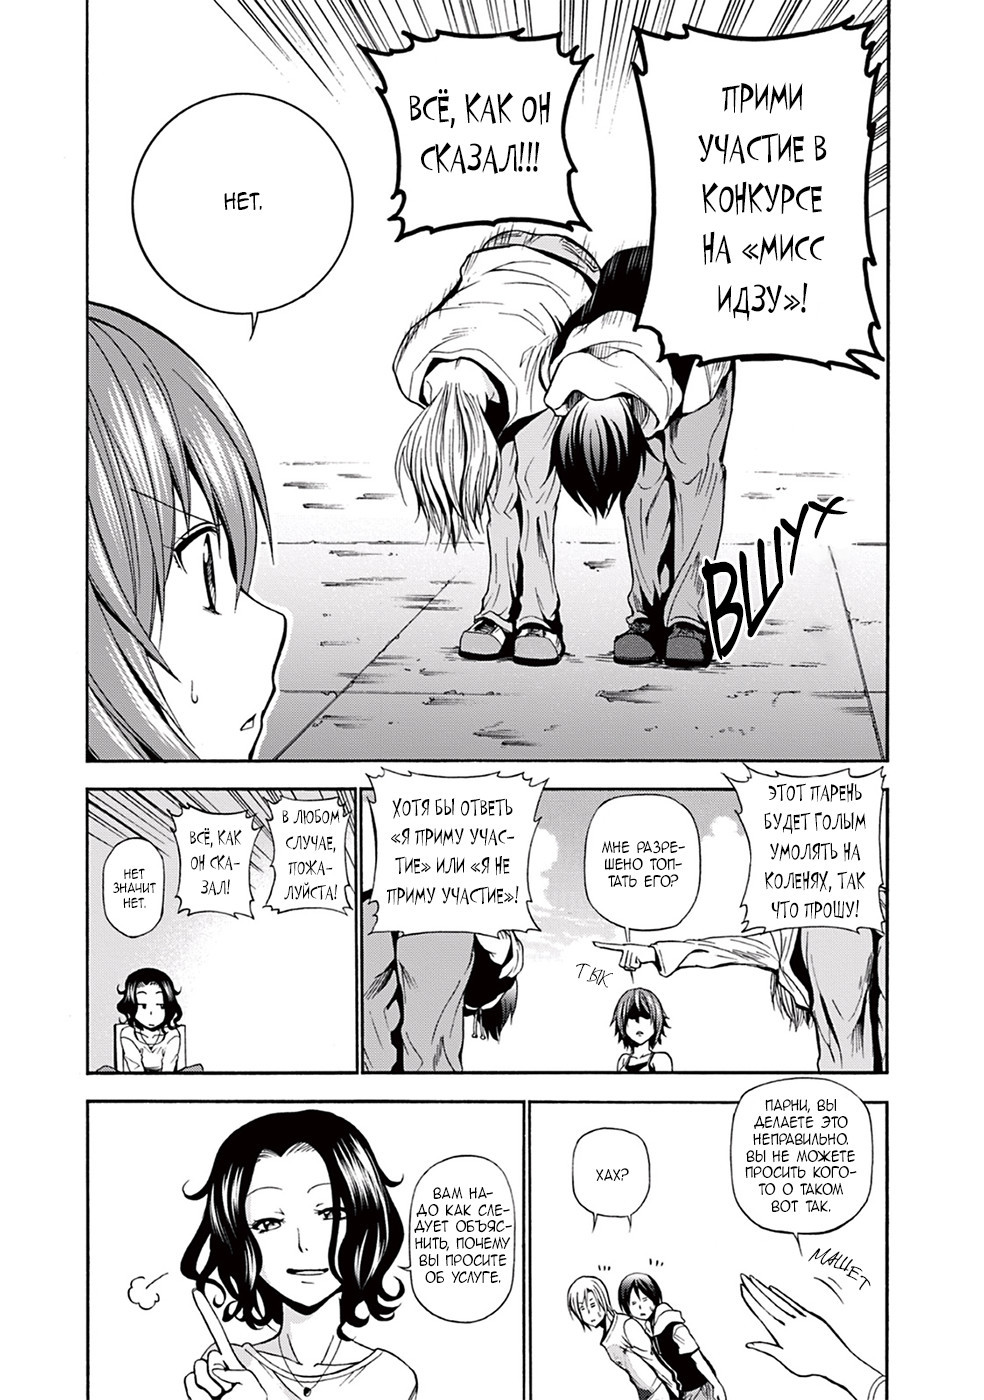 ПРИМИ
УЧАСТИЕ В
КОНКУРСЕ
НА «МИСС
ИДЗУ»!
ВСЁ, КАК ОН
СКАЗАЛ!!!
НЕТ.
ВШУХ
ЭТОТ ПАРЕНЬ
БУДЕТ ГОЛЫМ
УМОЛЯТЬ НА
КОЛЕНЯХ, ТАК
ЧТО ПРОШУ!
МНЕ РАЗРЕ-
ШЕНО ТОП-
ТАТЬ ЕГО?
ТЫК
ХОТЯ БЫ ОТВЕТЬ
«Я ПРИМУ УЧАС-
ТИЕ» ИЛИ «Я НЕ
ПРИМУ УЧАСТИЕ»!
В ЛЮБОМ
СЛУЧАЕ,
ПОЖА-
ЛУЙСТА!
ВСЁ, КАК
ОН СКА-
ЗАЛ!
НЕТ
ЗНАЧИТ
НЕТ.
ПАРНИ, ВЫ
ДЕЛАЕТЕ ЭТО
НЕПРАВИЛЬНО.
ВЫ НЕ МОЖЕТЕ
ПРОСИТЬ КОГО-
ТО О ТАКОМ
ВОТ ТАК.
МАШЕТ
ХАХ?
ВАМ НА-
ДО КАК СЛЕ-
ДУЕТ ОБЪЯС-
НИТЬ, ПОЧЕМУ
ВЫ ПРОСИТЕ
ОБ УСЛУГЕ.